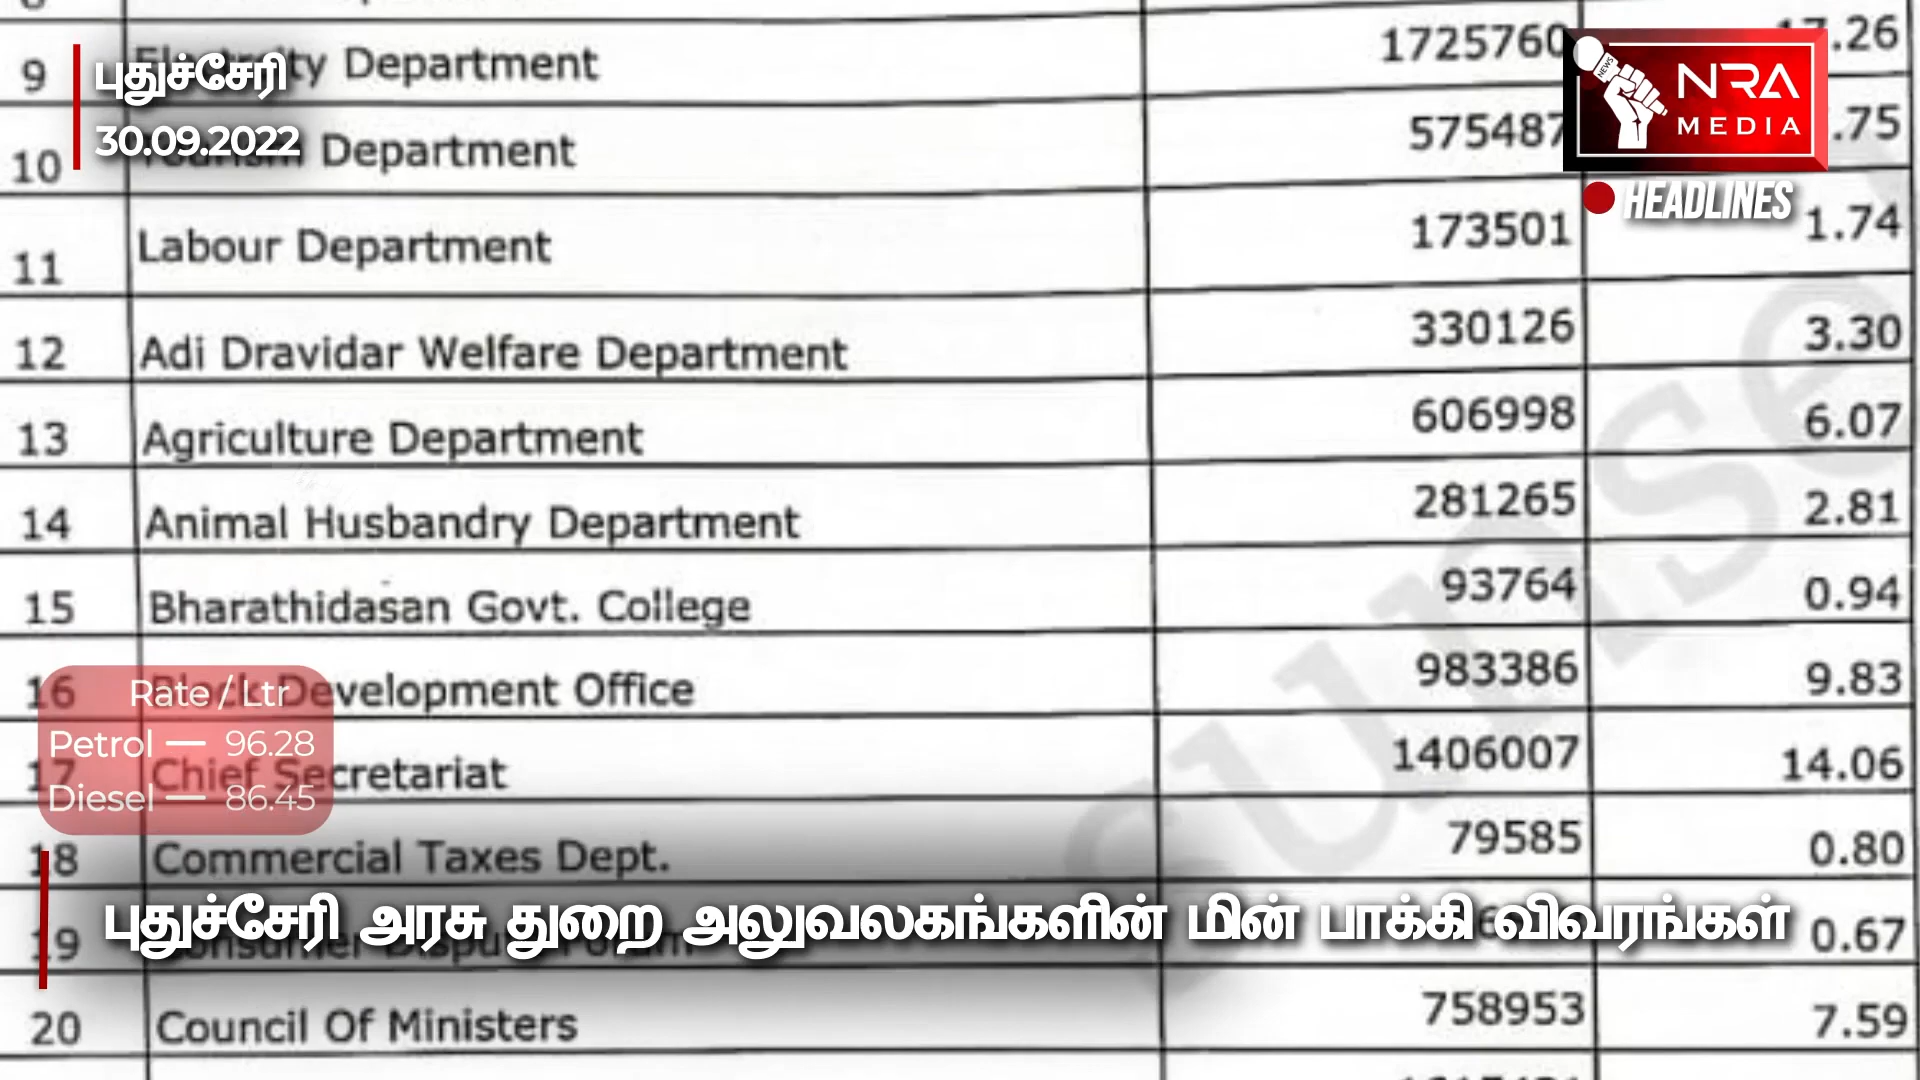 9 Department 1725760 .26
புதுச்சேரி
NRA
MEDIA
10 Department 575487 .75
30.09.2022
HEADLINES
11 Labour Department 173501 1.74
12 Adi Dravidar Welfare Department 330126 3.30
13 Agriculture Department 606998 6.07
14 Animal Husbandry Department 281265 2.81
15 Bharathidasan Govt. College 93764 0.94
16 Block Development Office 983386 9.83
Rate / Ltr
Petrol — 96.28
17 Chief Secretariat 1406007 14.06
Diesel — 86.45
18 Commercial Taxes Dept. 79585 0.80
புதுச்சேரி அரசு துறை அலுவலகங்களின் மின் பாக்கி விவரங்கள்
19 0.67
20 Council Of Ministers 758953 7.59